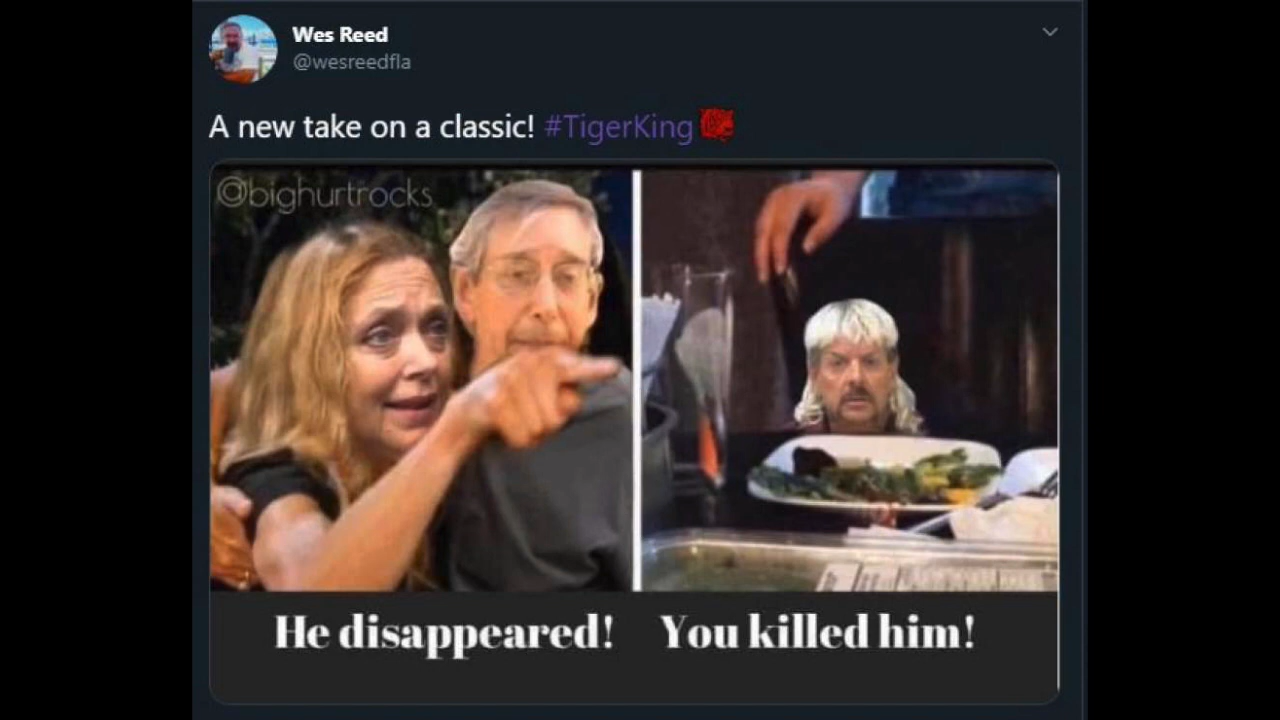 Wes Reed
@wesreedfla
A new take on a classic! #TigerKing
@bighurtrocks
He disappeared! You killed him!